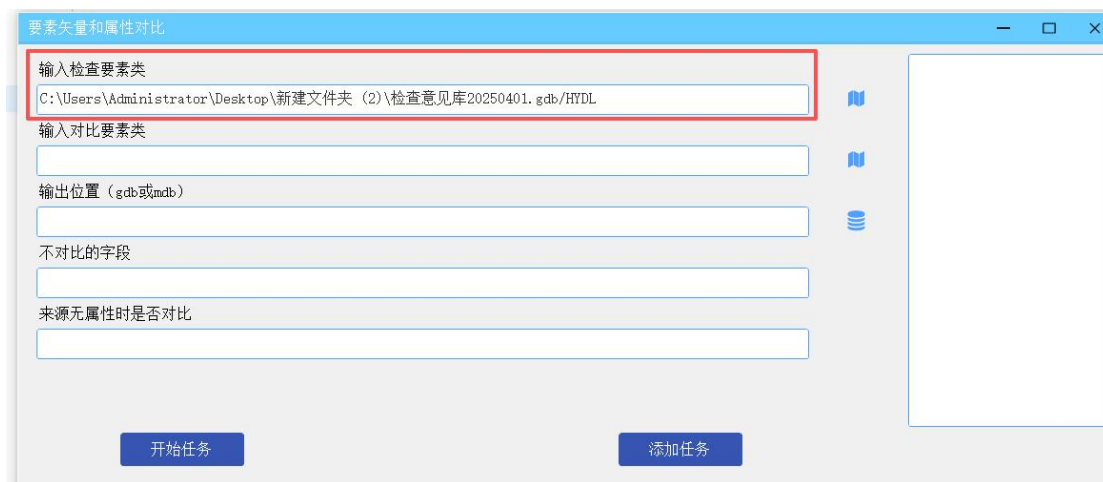 要素矢量和属性对比
输入检查要素类
C:\Users\Administrator\Desktop\新建文件夹 (2)\检查意见库20250401.gdb/HYDL
输入对比要素类
输出位置（gdb或mdb）
不对比的字段
来源无属性时是否对比
开始任务
添加任务